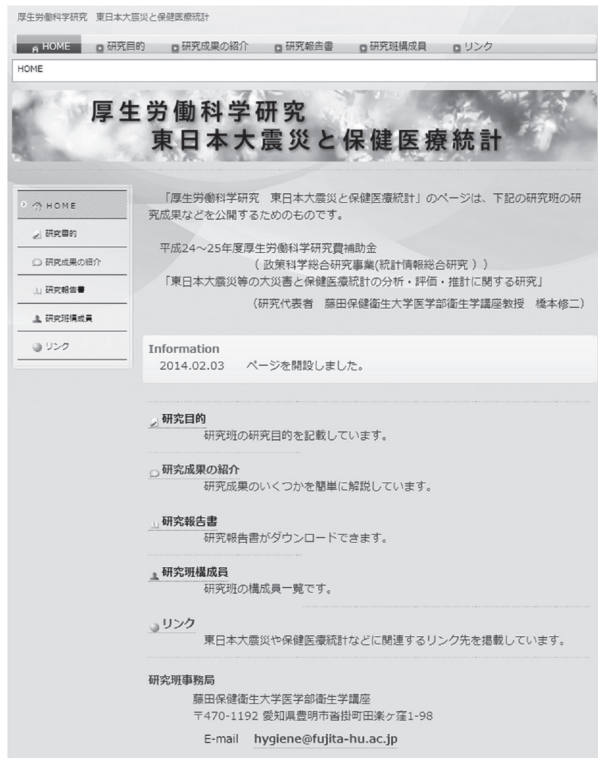 厚生労働科学研究　東日本大震災と保健医療統計
HOME 研究目的 研究成果の紹介 研究報告書 研究班構成員 リンク
HOME
厚生労働科学研究
東日本大震災と保健医療統計
HOME
研究目的
研究成果の紹介
研究報告書
研究班構成員
リンク
「厚生労働科学研究　東日本大震災と保健医療統計」のページは、下記の研究班の研
究成果などを公開するためのものです。
平成24～25年度厚生労働科学研究費補助金
（ 政策科学総合研究事業(統計情報総合研究 ））
「東日本大震災等の大災害と保健医療統計の分析・評価・推計に関する研究」
（研究代表者　藤田保健衛生大学医学部衛生学講座教授　橋本修二）
Information
2014.02.03　ページを開設しました。
研究目的
研究班の研究目的を記載しています。
研究成果の紹介
研究成果のいくつかを簡単に解説しています。
研究報告書
研究報告書がダウンロードできます。
研究班構成員
研究班の構成員一覧です。
リンク
東日本大震災や保健医療統計などに関連するリンク先を掲載しています。
研究班事務局
藤田保健衛生大学医学部衛生学講座
〒470-1192 愛知県豊明市沓掛町田楽ヶ窪1-98
E-mail hygiene@fujita-hu.ac.jp